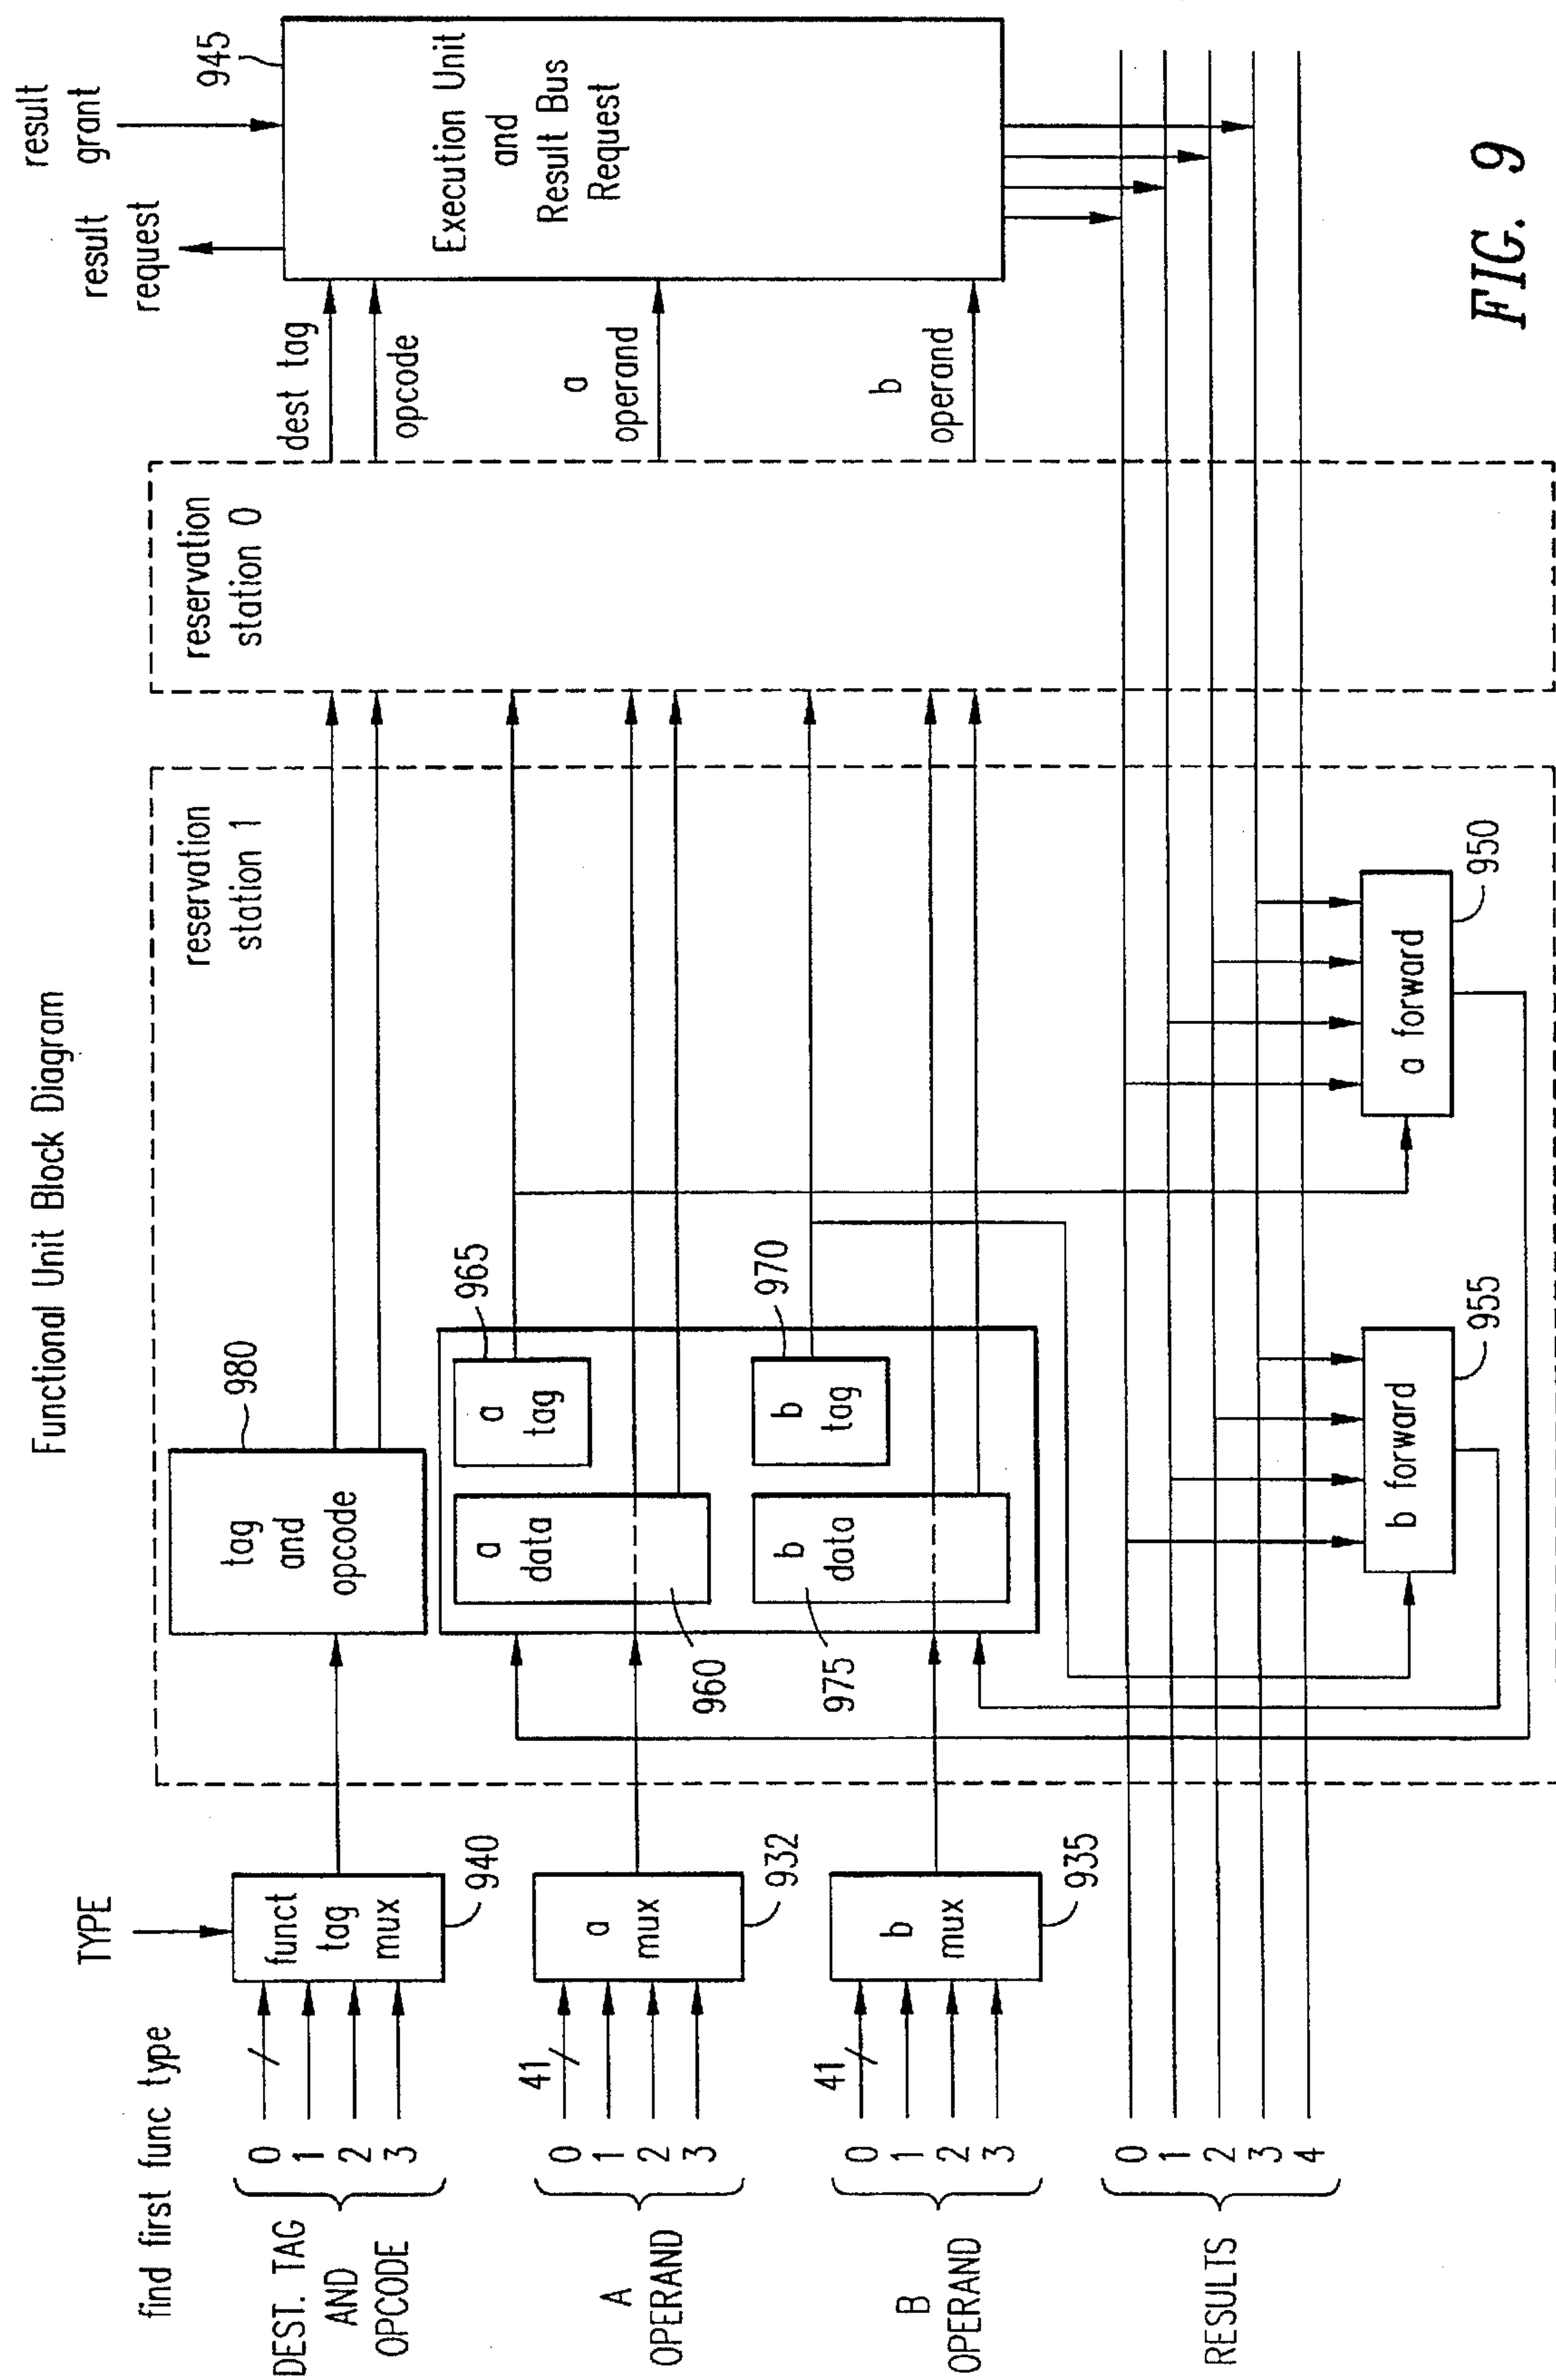 Functional Unit Block Diagram
find first func type
TYPE
DEST. TAG
AND
OPCODE
0
1
2
3
funct
tag
mux
940
A
OPERAND
41
0
1
2
3
a
mux
932
B
OPERAND
41
0
1
2
3
b
mux
935
RESULTS
0
1
2
3
4
reservation
station 1
tag
and
opcode
980
a
data
960
a
tag
965
b
data
975
b
tag
970
b forward
955
a forward
950
reservation
station 0
dest tag
opcode
a
operand
b
operand
result
request
result
grant
945
Execution Unit
and
Result Bus
Request
FIG. 9